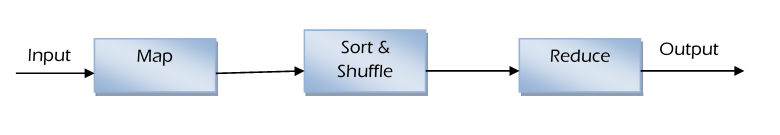 Input
Map
Sort &
Shuffle
Reduce
Output